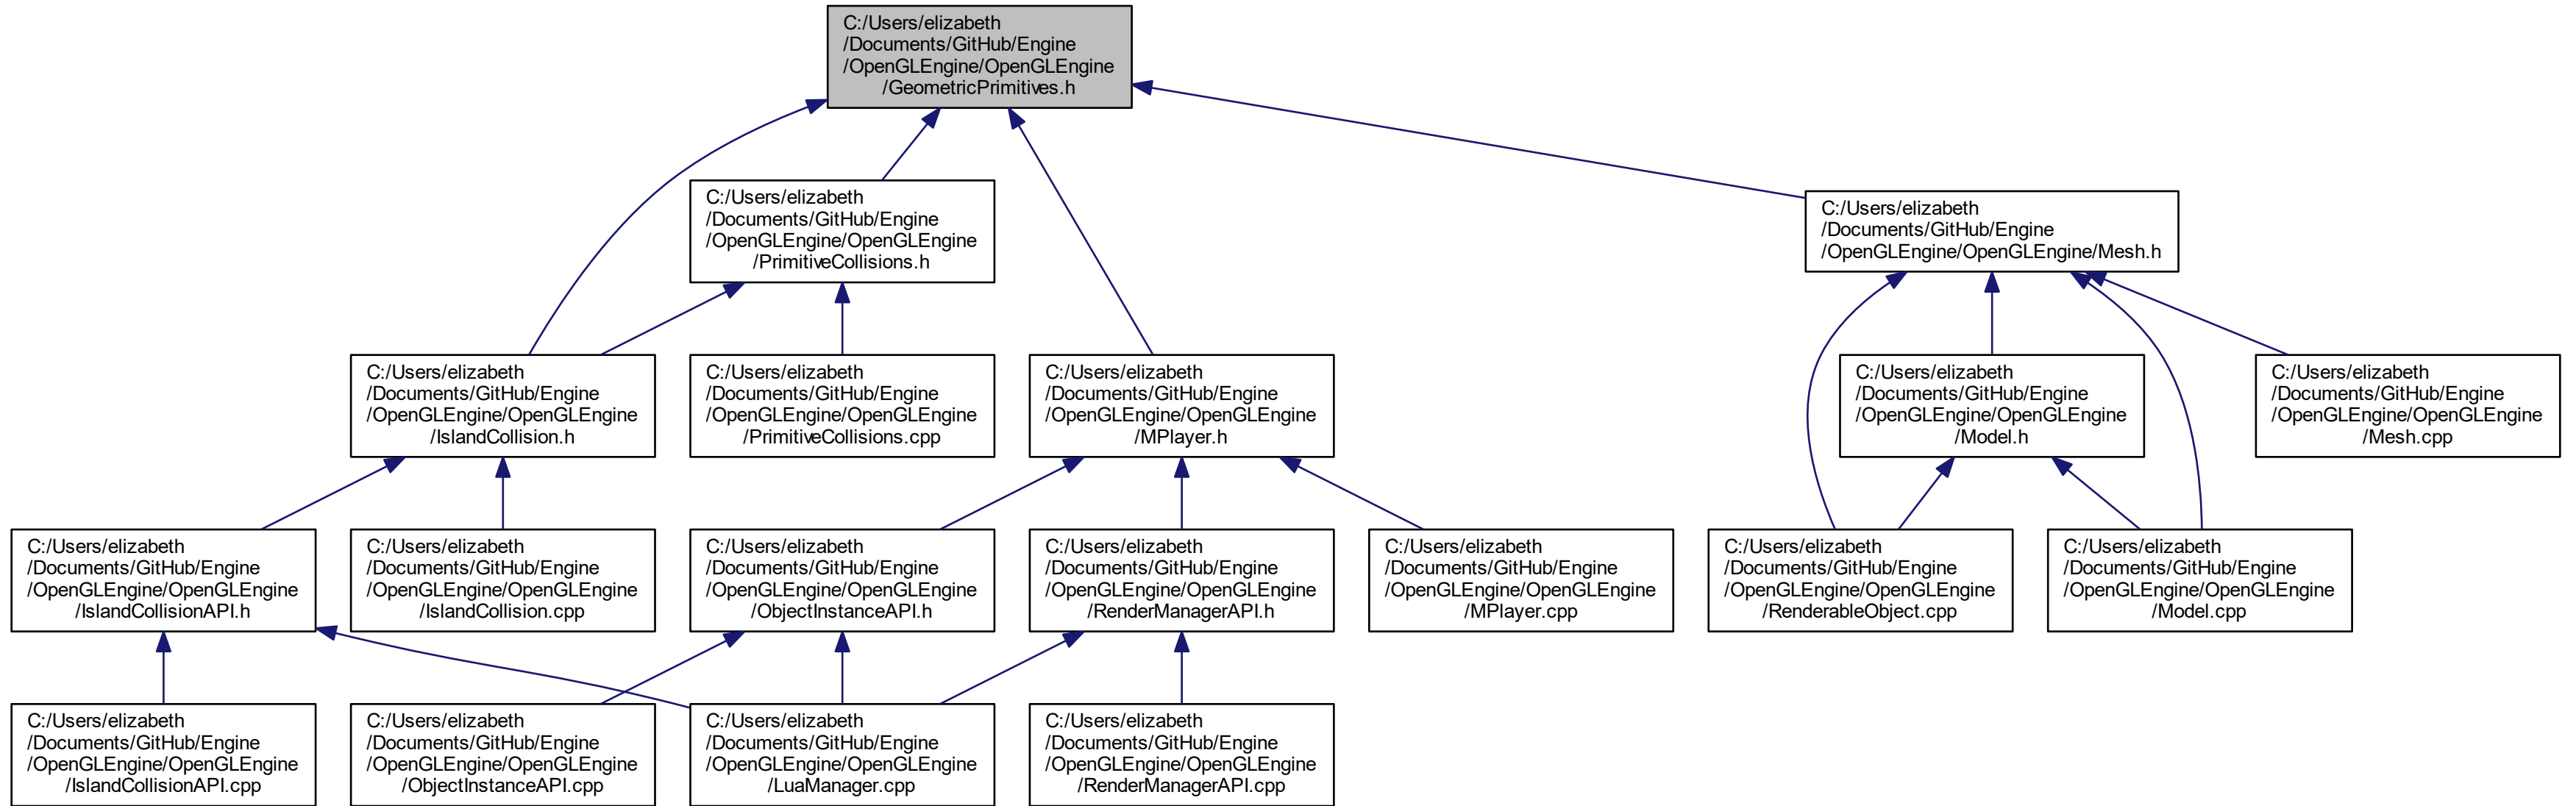 C:/Users/elizabeth
/Documents/GitHub/Engine
/OpenGLEngine/OpenGLEngine
/GeometricPrimitives.h
C:/Users/elizabeth
/Documents/GitHub/Engine
/OpenGLEngine/OpenGLEngine
/PrimitiveCollisions.h
C:/Users/elizabeth
/Documents/GitHub/Engine
/OpenGLEngine/OpenGLEngine/Mesh.h
C:/Users/elizabeth
/Documents/GitHub/Engine
/OpenGLEngine/OpenGLEngine
/IslandCollision.h
C:/Users/elizabeth
/Documents/GitHub/Engine
/OpenGLEngine/OpenGLEngine
/PrimitiveCollisions.cpp
C:/Users/elizabeth
/Documents/GitHub/Engine
/OpenGLEngine/OpenGLEngine
/MPlayer.h
C:/Users/elizabeth
/Documents/GitHub/Engine
/OpenGLEngine/OpenGLEngine
/Model.h
C:/Users/elizabeth
/Documents/GitHub/Engine
/OpenGLEngine/OpenGLEngine
/Mesh.cpp
C:/Users/elizabeth
/Documents/GitHub/Engine
/OpenGLEngine/OpenGLEngine
/IslandCollisionAPI.h
C:/Users/elizabeth
/Documents/GitHub/Engine
/OpenGLEngine/OpenGLEngine
/IslandCollision.cpp
C:/Users/elizabeth
/Documents/GitHub/Engine
/OpenGLEngine/OpenGLEngine
/ObjectInstanceAPI.h
C:/Users/elizabeth
/Documents/GitHub/Engine
/OpenGLEngine/OpenGLEngine
/RenderManagerAPI.h
C:/Users/elizabeth
/Documents/GitHub/Engine
/OpenGLEngine/OpenGLEngine
/MPlayer.cpp
C:/Users/elizabeth
/Documents/GitHub/Engine
/OpenGLEngine/OpenGLEngine
/RenderableObject.cpp
C:/Users/elizabeth
/Documents/GitHub/Engine
/OpenGLEngine/OpenGLEngine
/Model.cpp
C:/Users/elizabeth
/Documents/GitHub/Engine
/OpenGLEngine/OpenGLEngine
/IslandCollisionAPI.cpp
C:/Users/elizabeth
/Documents/GitHub/Engine
/OpenGLEngine/OpenGLEngine
/ObjectInstanceAPI.cpp
C:/Users/elizabeth
/Documents/GitHub/Engine
/OpenGLEngine/OpenGLEngine
/LuaManager.cpp
C:/Users/elizabeth
/Documents/GitHub/Engine
/OpenGLEngine/OpenGLEngine
/RenderManagerAPI.cpp